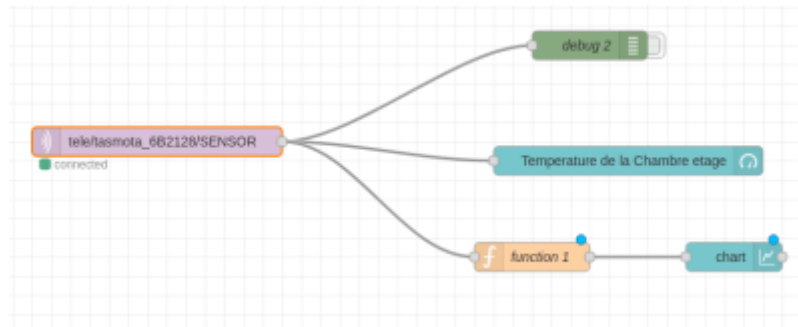 debug 2
tele/tasmota_6B2128/SENSOR
connected
Temperature de la Chambre etage
function 1
chart